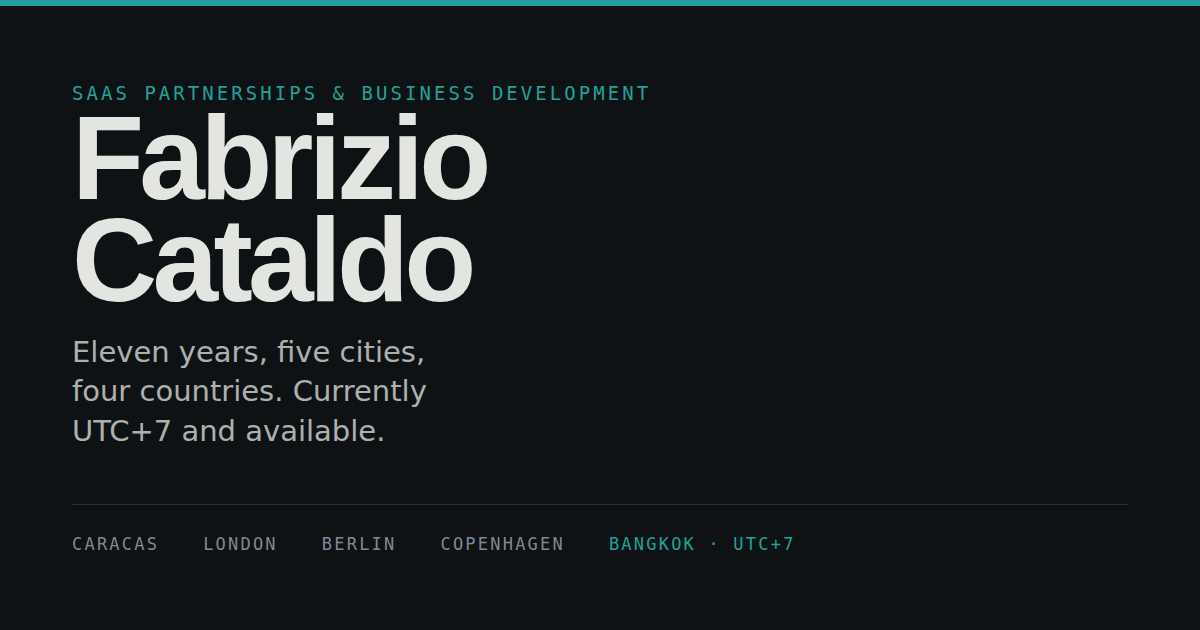 SAAS PARTNERSHIPS & BUSINESS DEVELOPMENT
Fabrizio
Cataldo
Eleven years, five cities,
four countries. Currently
UTC+7 and available.
CARACAS LONDON BERLIN COPENHAGEN BANGKOK · UTC+7